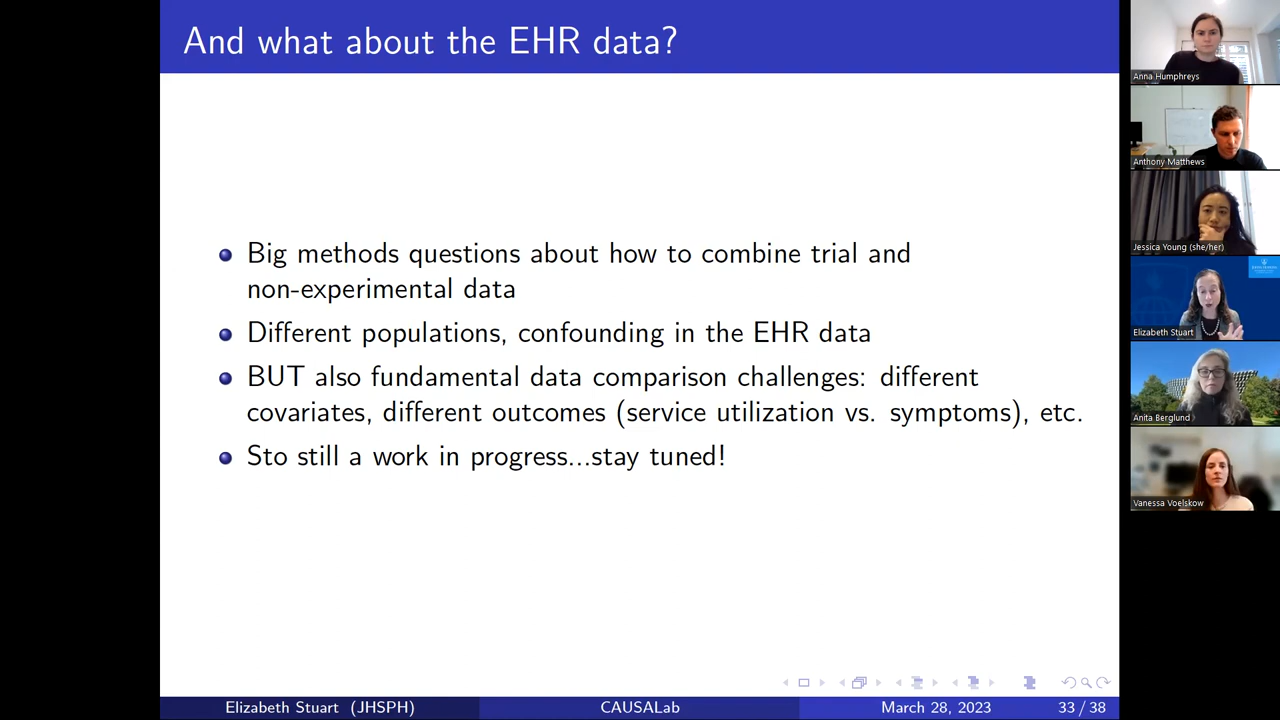 And what about the EHR data?
Big methods questions about how to combine trial and
non-experimental data
Different populations, confounding in the EHR data
BUT also fundamental data comparison challenges: different
covariates, different outcomes (service utilization vs. symptoms), etc.
Sto still a work in progress...stay tuned!
Elizabeth Stuart (JHSPH)
CAUSALab
March 28, 2023
33 / 38
Anna Humphreys
Anthony Matthews
Jessica Young (she/her)
Elizabeth Stuart
Anita Berglund
Vanessa Voelskow